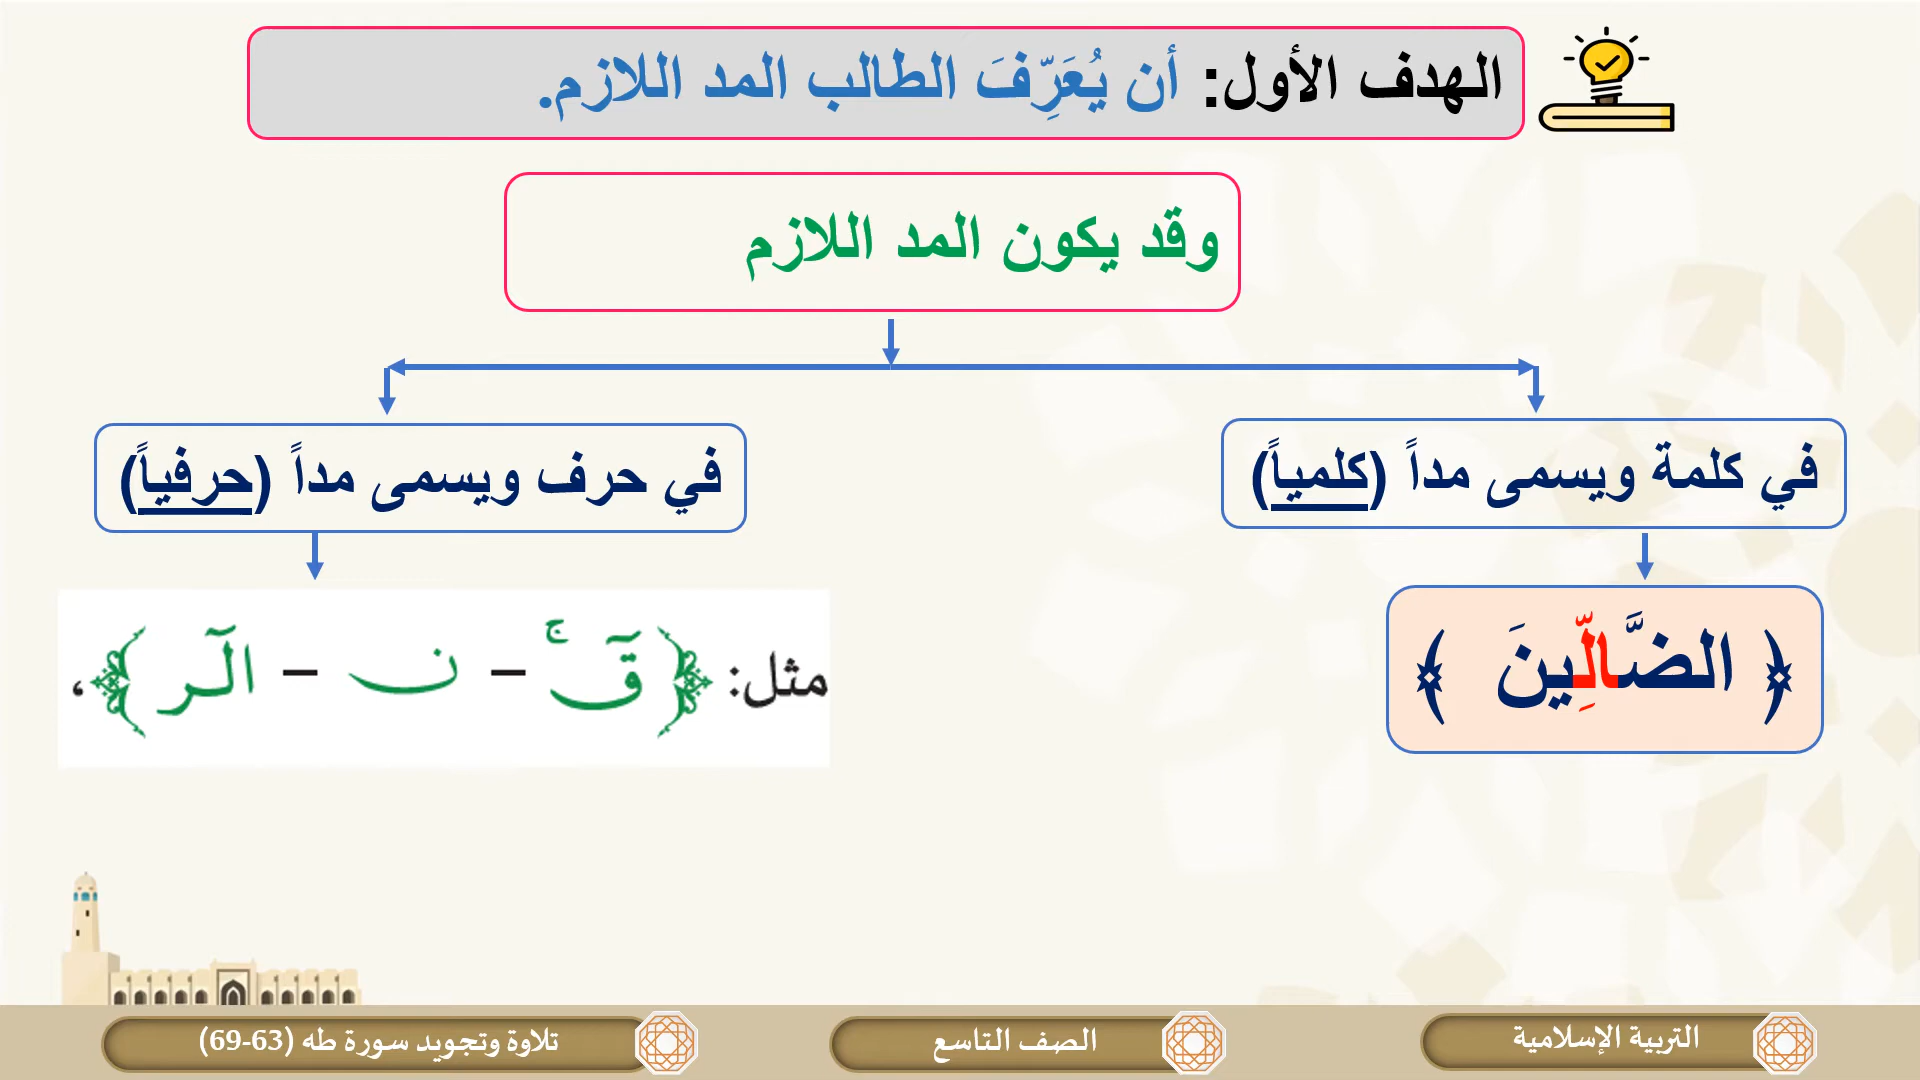 الهدف الأول: أن يُعَرِّفَ الطالب المد اللازم.
وقد يكون المد اللازم
في كلمة ويسمى مداً (كلمياً)
في حرف ويسمى مداً (حرفياً)
﴿ الضَّالِّينَ ﴾
مثل: ﴿ قٓۚ – ن – الٓر ﴾،
التربية الإسلامية
الصف التاسع
تلاوة وتجويد سورة طه (63-69)